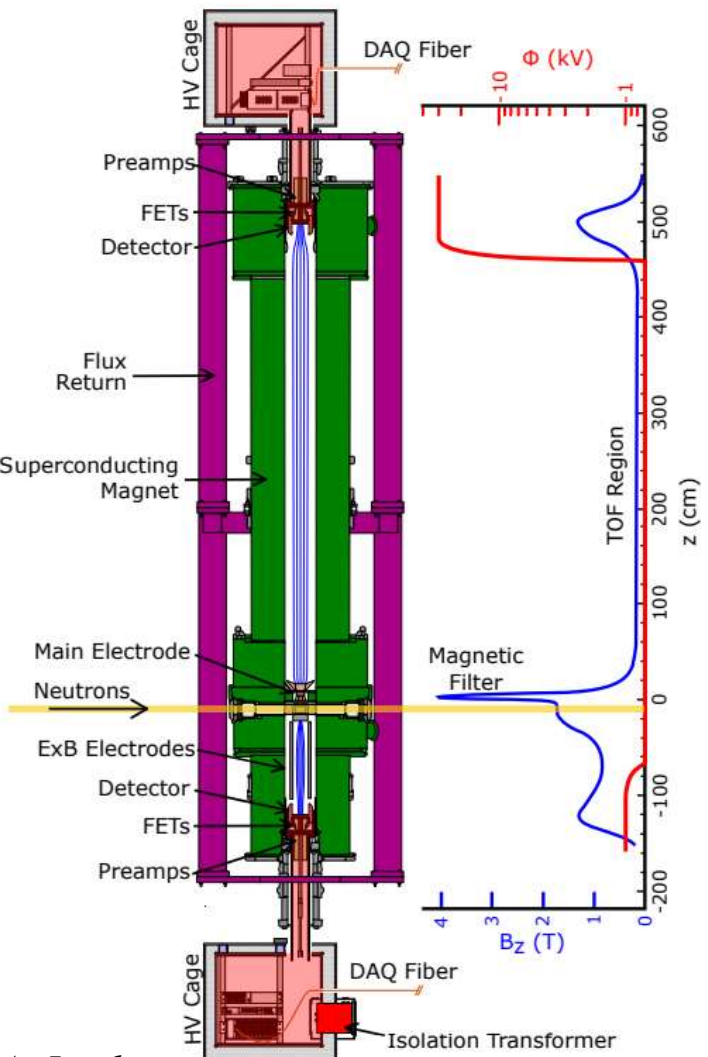 HV Cage
DAQ Fiber
Preamps
FETs
Detector
Flux
Return
Superconducting
Magnet
Main Electrode
Neutrons
ExB Electrodes
Detector
FETs
Preamps
HV Cage
DAQ Fiber
Isolation Transformer
Φ (kV)
-10
-1
600
500
400
300
200
100
0
-100
-200
z (cm)
TOF Region
Magnetic
Filter
4
3
2
1
0
Bz (T)